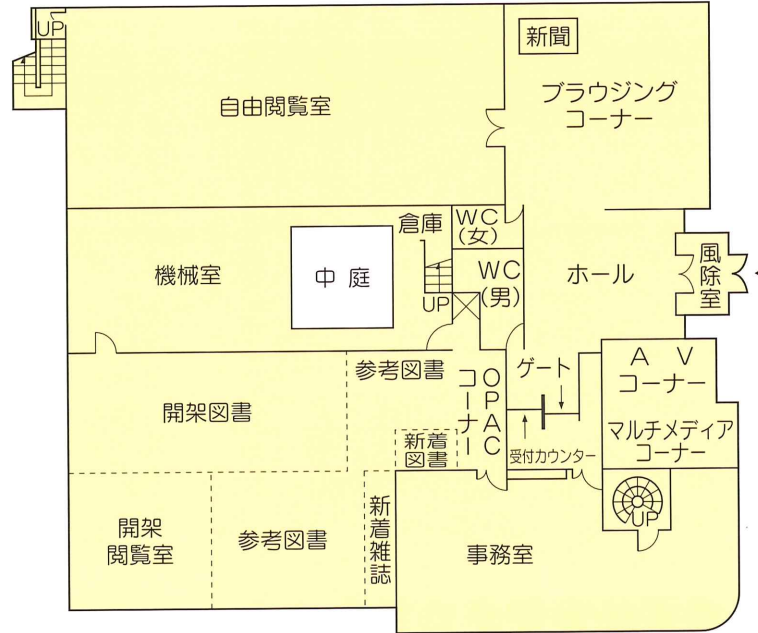 UP
新聞
自由閲覧室
ブラウジング
コーナー
倉庫
WC
(女)
機械室
中庭
UP
WC
(男)
ホール
風除室
参考図書
開架図書
OPAC
コーナー
ゲート
AV
コーナー
マルチメディア
コーナー
新着
図書
受付カウンター
開架
閲覧室
参考図書
新着雑誌
事務室
UP